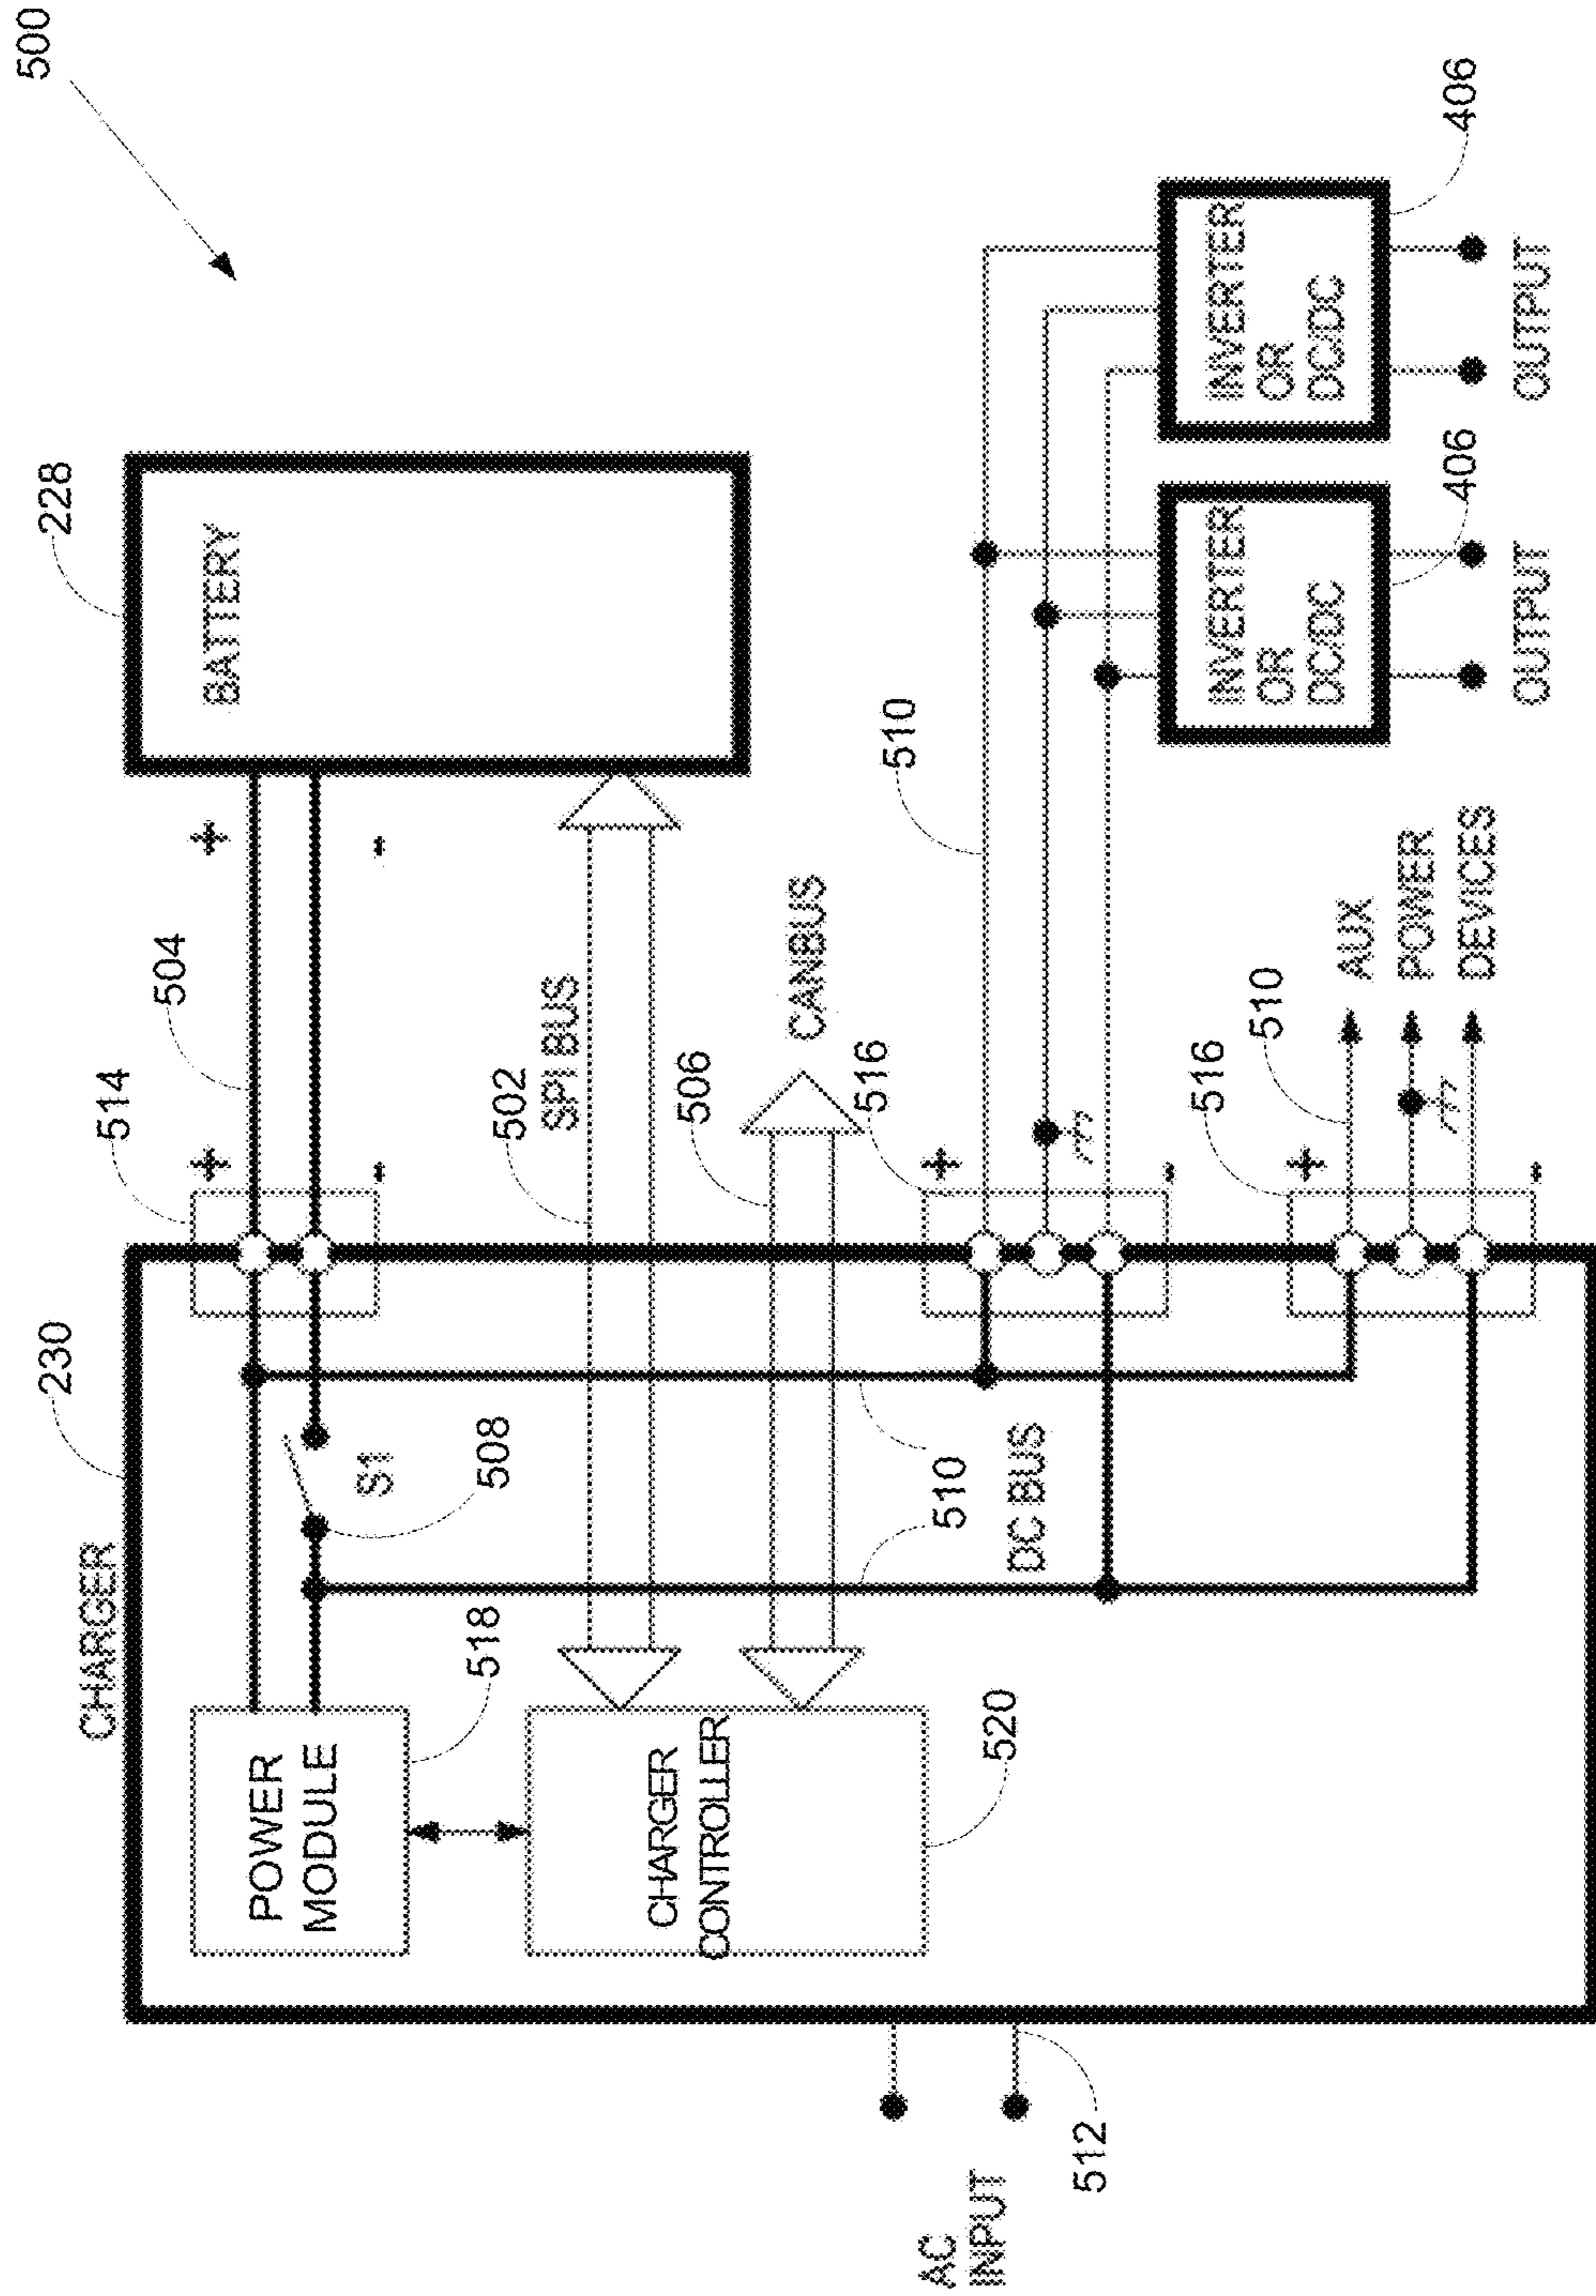 500
CHARGER
230
514
504
228
+
+
BATTERY
POWER
MODULE
S1
-
-
518
508
502
SPI BUS
CHARGER
CONTROLLER
506
CANBUS
516
510
AC
INPUT
512
520
510
DC BUS
+
-
INVERTER
OR
DC/DC
INVERTER
OR
DC/DC
406
406
OUTPUT
OUTPUT
516
510
+
-
AUX
POWER
DEVICES